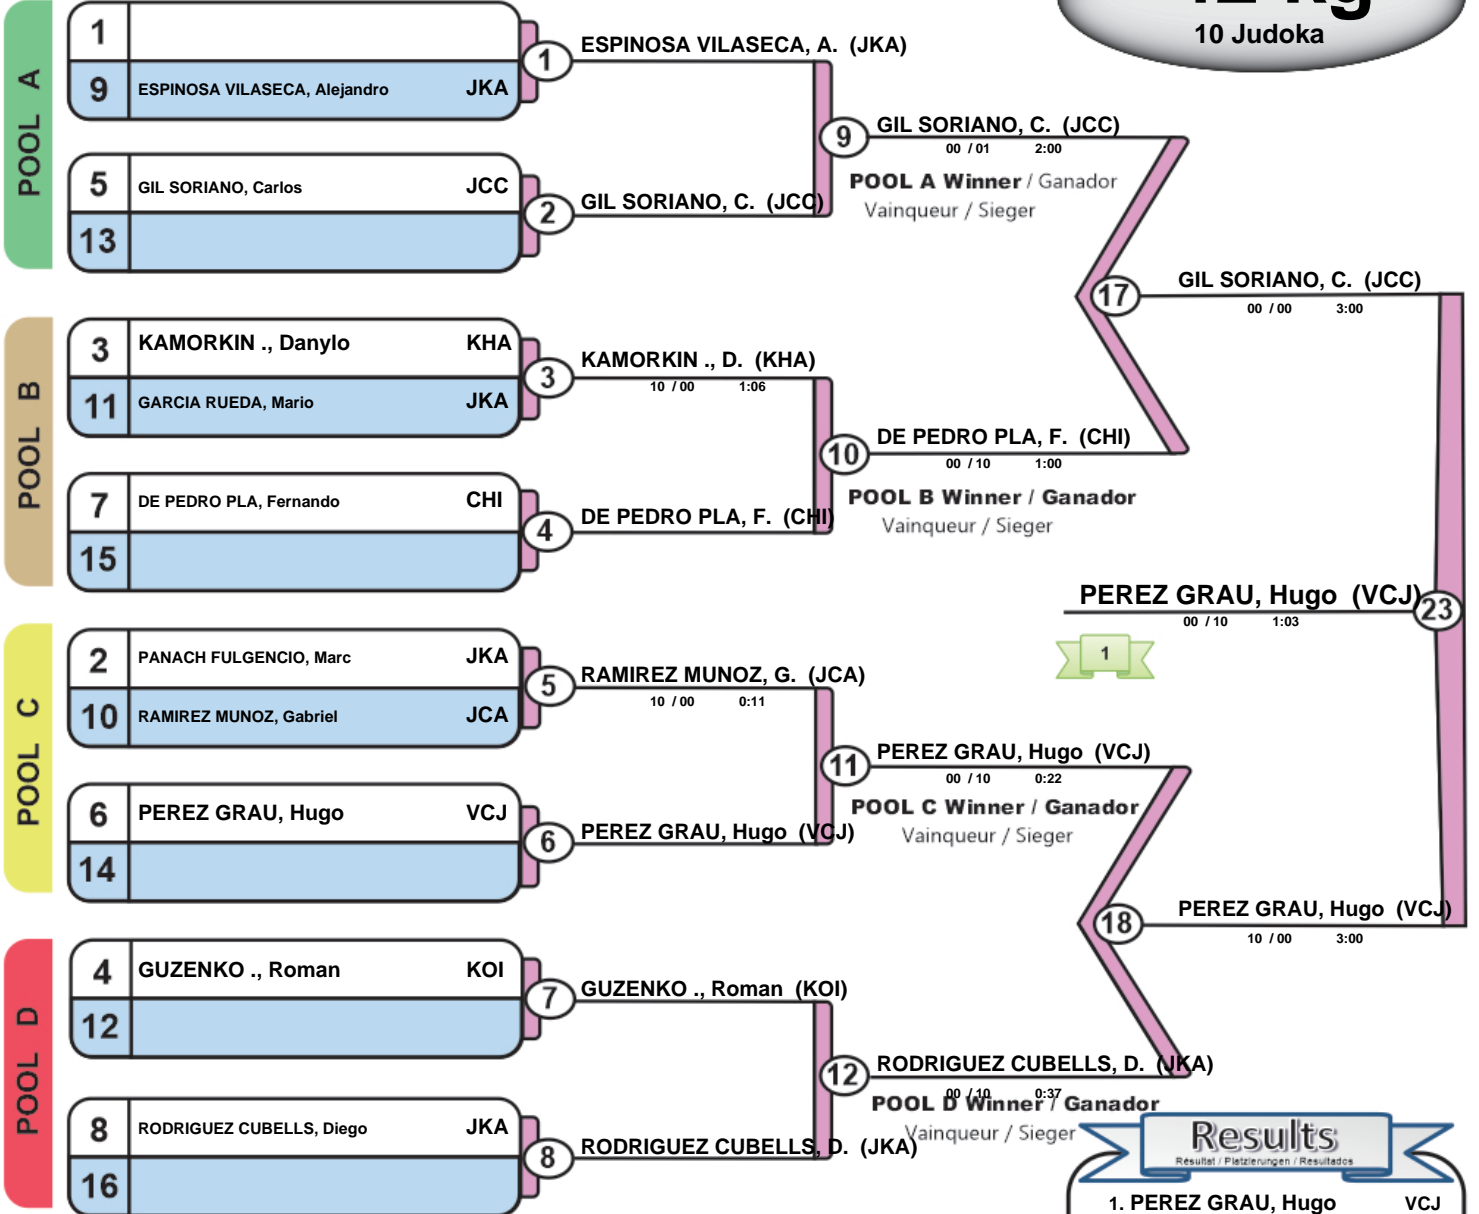 10 Judoka
POOL A
1
9 ESPINOSA VILASECA, Alejandro JKA
1
ESPINOSA VILASECA, A. (JKA)
5 GIL SORIANO, Carlos JCC
13
2
GIL SORIANO, C. (JCC)
9
GIL SORIANO, C. (JCC)
00 / 01 2:00
POOL A Winner / Ganador
Vainqueur / Sieger
POOL B
3 KAMORKIN ., Danylo KHA
11 GARCIA RUEDA, Mario JKA
3
KAMORKIN ., D. (KHA)
10 / 00 1:06
7 DE PEDRO PLA, Fernando CHI
15
4
DE PEDRO PLA, F. (CHI)
10
DE PEDRO PLA, F. (CHI)
00 / 10 1:00
POOL B Winner / Ganador
Vainqueur / Sieger
17
GIL SORIANO, C. (JCC)
00 / 00 3:00
PEREZ GRAU, Hugo (VCJ)
23
00 / 10 1:03
1
POOL C
2 PANACH FULGENCIO, Marc JKA
10 RAMIREZ MUNOZ, Gabriel JCA
5
RAMIREZ MUNOZ, G. (JCA)
10 / 00 0:11
6 PEREZ GRAU, Hugo VCJ
14
6
PEREZ GRAU, Hugo (VCJ)
11
PEREZ GRAU, Hugo (VCJ)
00 / 10 0:22
POOL C Winner / Ganador
Vainqueur / Sieger
18
PEREZ GRAU, Hugo (VCJ)
10 / 00 3:00
POOL D
4 GUZENKO ., Roman KOI
12
7
GUZENKO ., Roman (KOI)
8 RODRIGUEZ CUBELLS, Diego JKA
16
8
RODRIGUEZ CUBELLS, D. (JKA)
12
RODRIGUEZ CUBELLS, D. (JKA)
00 / 10 0:37
POOL D Winner / Ganador
Vainqueur / Sieger
Results
Resultat / Platzierungen / Resultados
1. PEREZ GRAU, Hugo VCJ